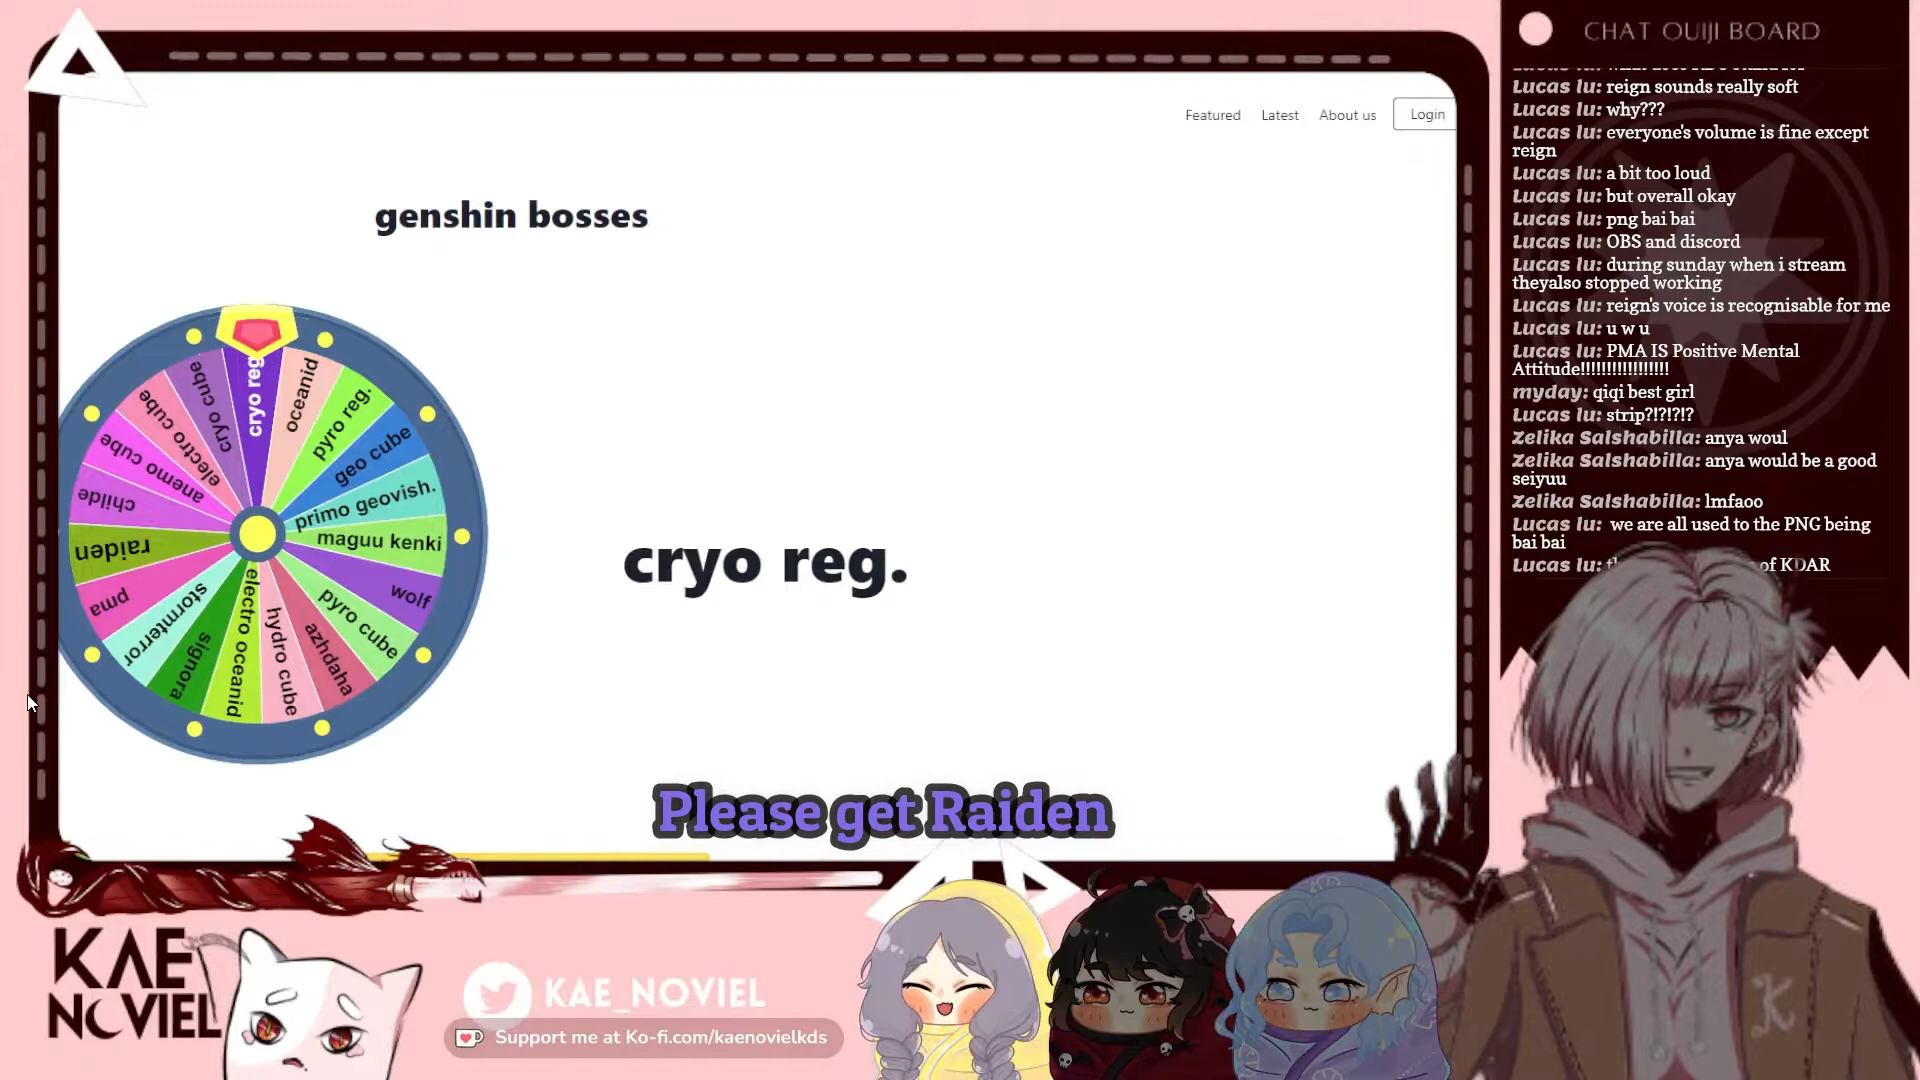 CHAT OUIJI BOARD
Lucas lu: reign sounds really soft
Lucas lu: why???
Lucas lu: everyone's volume is fine except
reign
Lucas lu: a bit too loud
Lucas lu: but overall okay
Lucas lu: png bai bai
Lucas lu: OBS and discord
Lucas lu: during sunday when i stream
theyalso stopped working
Lucas lu: reign's voice is recognisable for me
Lucas lu: u w u
Lucas lu: PMA IS Positive Mental
Attitude!!!!!!!!!!!!!!!!!
myday: qiqi best girl
Lucas lu: strip?!?!?!?
Zelika Salshabilla: anya woul
Zelika Salshabilla: anya would be a good
seiyuu
Zelika Salshabilla: lmfaoo
Lucas lu: we are all used to the PNG being
bai bai
Lucas lu: of KDAR
Featured Latest About us Login
genshin bosses
cryo reg
oceanid
pyro reg.
geo cube
primo geovish.
maguu kenki
wolf
pyro cube
azhdaha
hydro cube
electro oceanid
signora
stormterror
pma
raiden
childe
anemo cube
electro cube
cryo cube
cryo reg.
Please get Raiden
KAE
NOVIEL
KAE_NOVIEL
Support me at Ko-fi.com/kaenovielkds
K